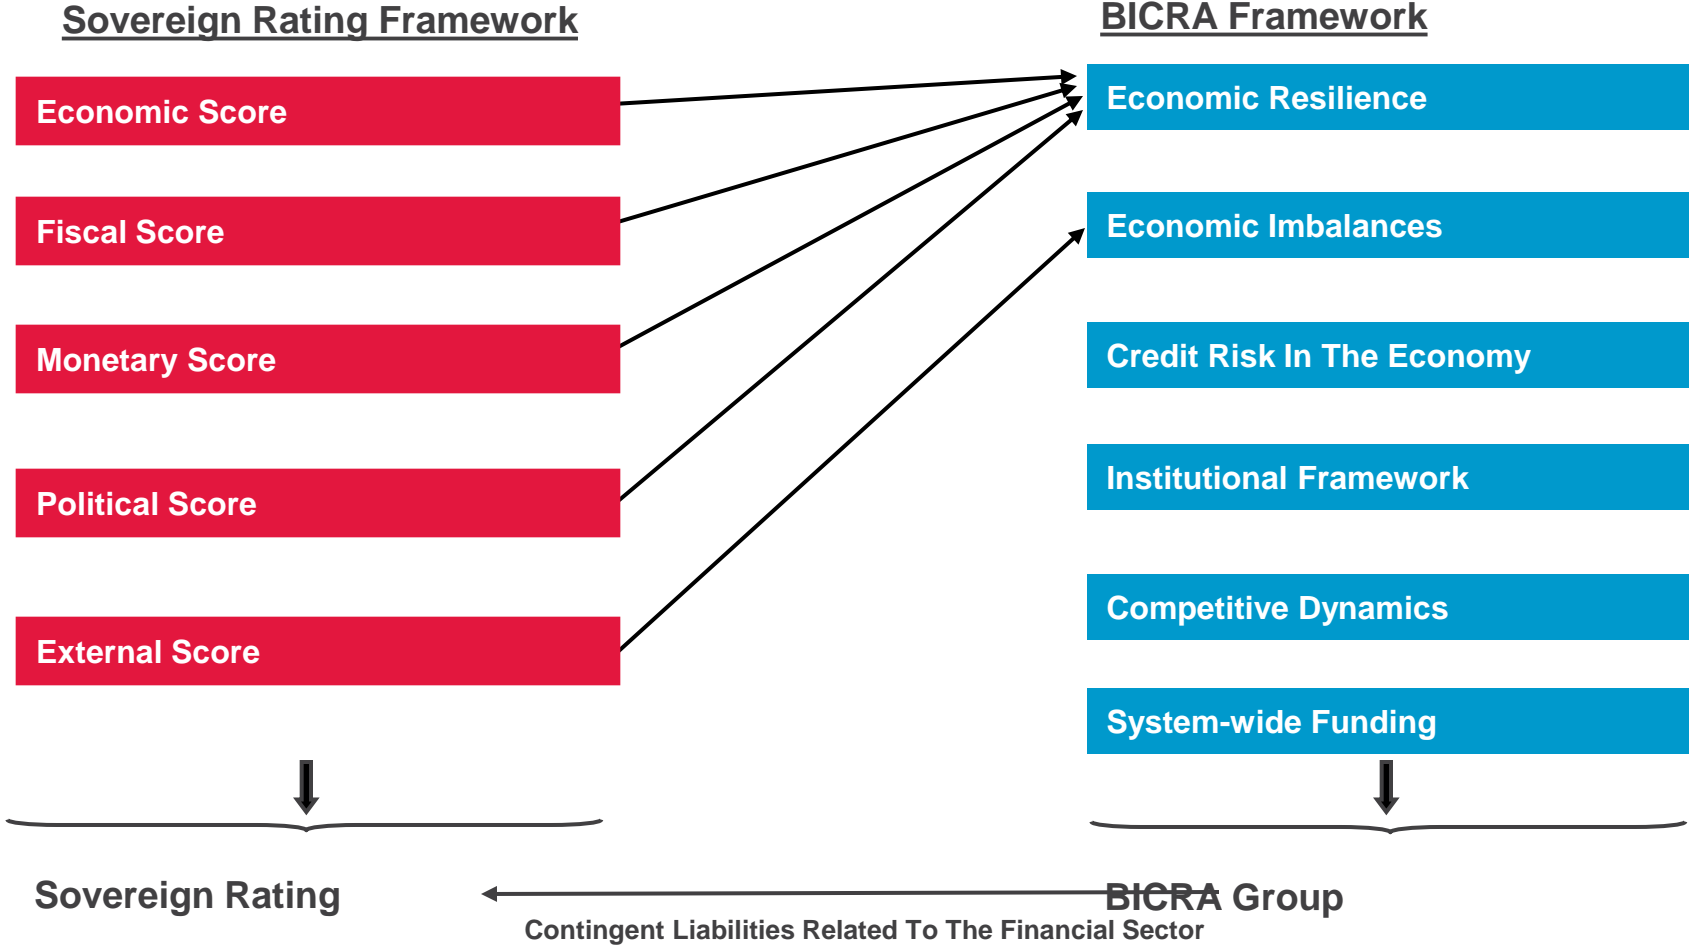 Sovereign Rating Framework
Economic Score
Fiscal Score
Monetary Score
Political Score
External Score
Sovereign Rating
BICRA Framework
Economic Resilience
Economic Imbalances
Credit Risk In The Economy
Institutional Framework
Competitive Dynamics
System-wide Funding
BICRA Group
Contingent Liabilities Related To The Financial Sector